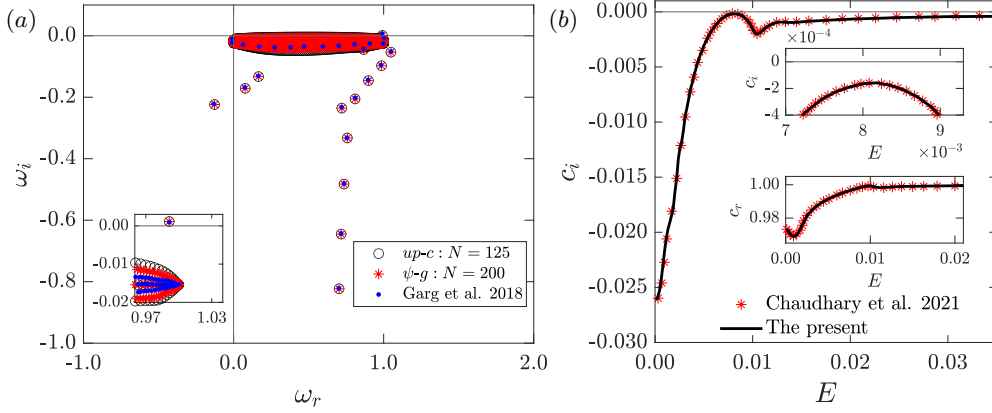 (a)
0.0
-0.2
-0.4
-0.6
-0.8
-1.0
ω_i
-1.0 0.0 1.0 2.0
ω_r
0.00
-0.01
-0.02
0.97 1.03
up-c : N = 125
ψ-g : N = 200
Garg et al. 2018
(b)
0.000
-0.005
-0.010
-0.015
-0.020
-0.025
-0.030
c_i
0.00 0.01 0.02 0.03
E
×10⁻⁴
0
-2
-4
c_i
7 8 9
E
×10⁻³
1.00
0.98
c_r
0.00 0.01 0.02
E
Chaudhary et al. 2021
The present